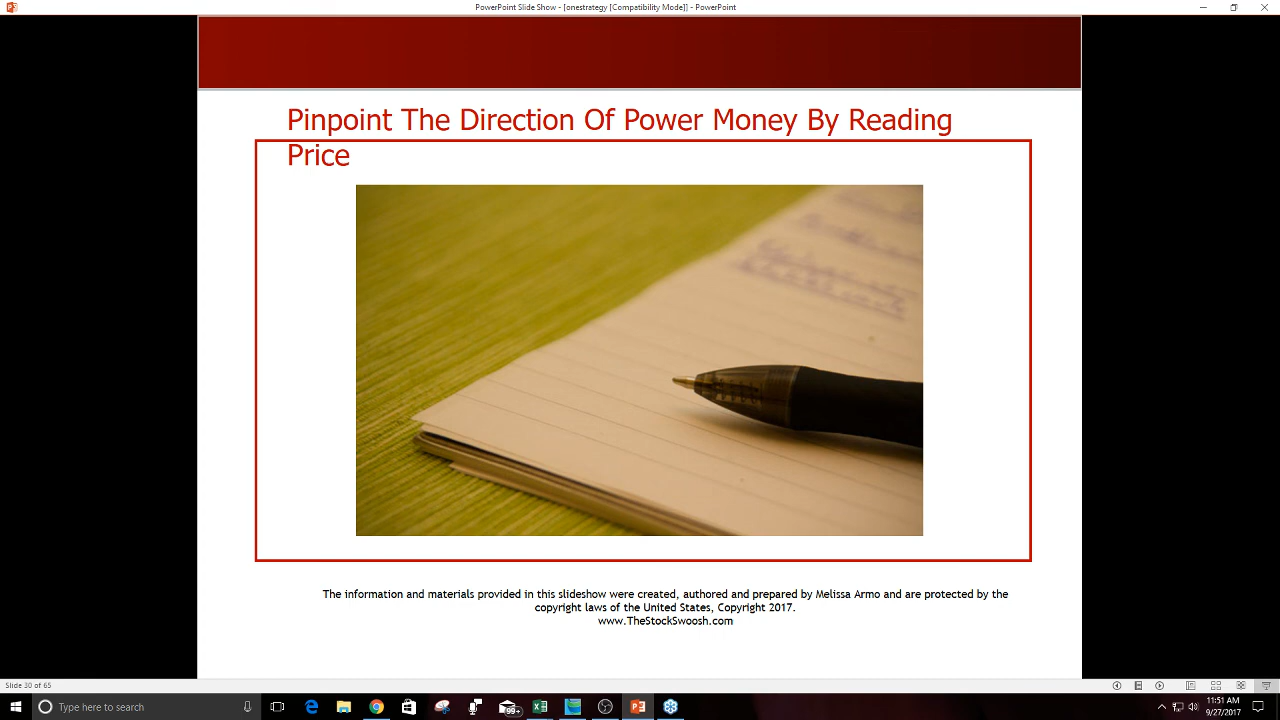 PowerPoint Slide Show - [onestrategy [Compatibility Mode]] - PowerPoint
Pinpoint The Direction Of Power Money By Reading
Price
The information and materials provided in this slideshow were created, authored and prepared by Melissa Armo and are protected by the
copyright laws of the United States, Copyright 2017.
www.TheStockSwoosh.com
Slide 30 of 65
Type here to search
99+
11:51 AM
9/27/2017